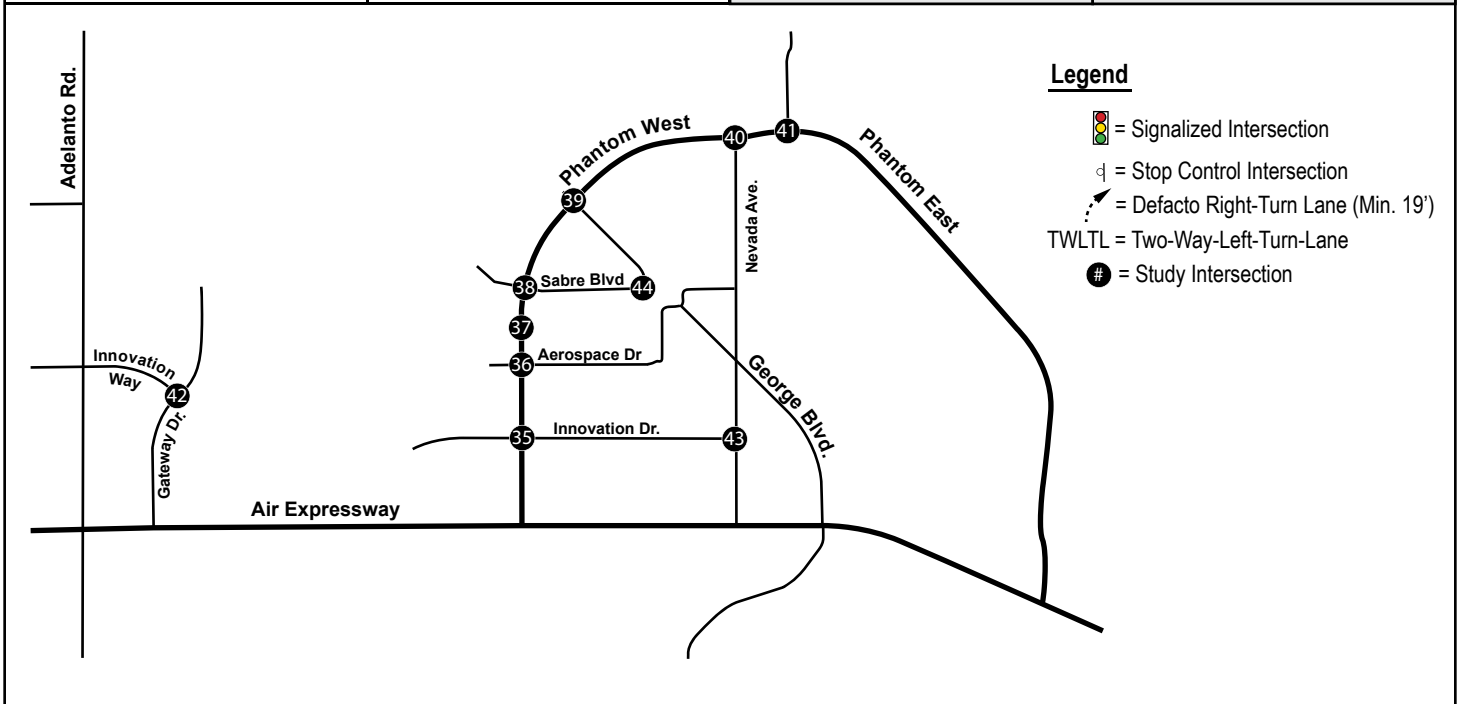 Adelanto Rd.
Phantom West
40
41
39
Phantom East
Nevada Ave.
38
Sabre Blvd
44
37
36
Aerospace Dr
Innovation
Way
42
George Blvd.
Gateway Dr.
35
Innovation Dr.
43
Air Expressway
Legend
= Signalized Intersection
= Stop Control Intersection
= Defacto Right-Turn Lane (Min. 19')
TWLTL = Two-Way-Left-Turn-Lane
# = Study Intersection